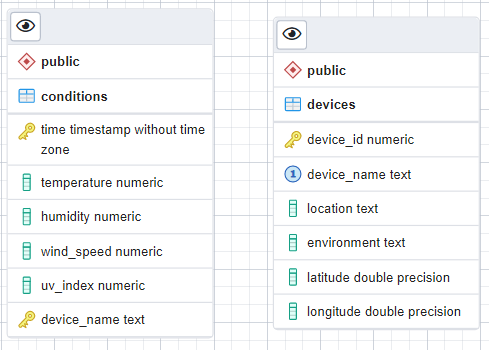 public
conditions
time timestamp without time
zone
temperature numeric
humidity numeric
wind_speed numeric
uv_index numeric
device_name text
public
devices
device_id numeric
1
device_name text
location text
environment text
latitude double precision
longitude double precision